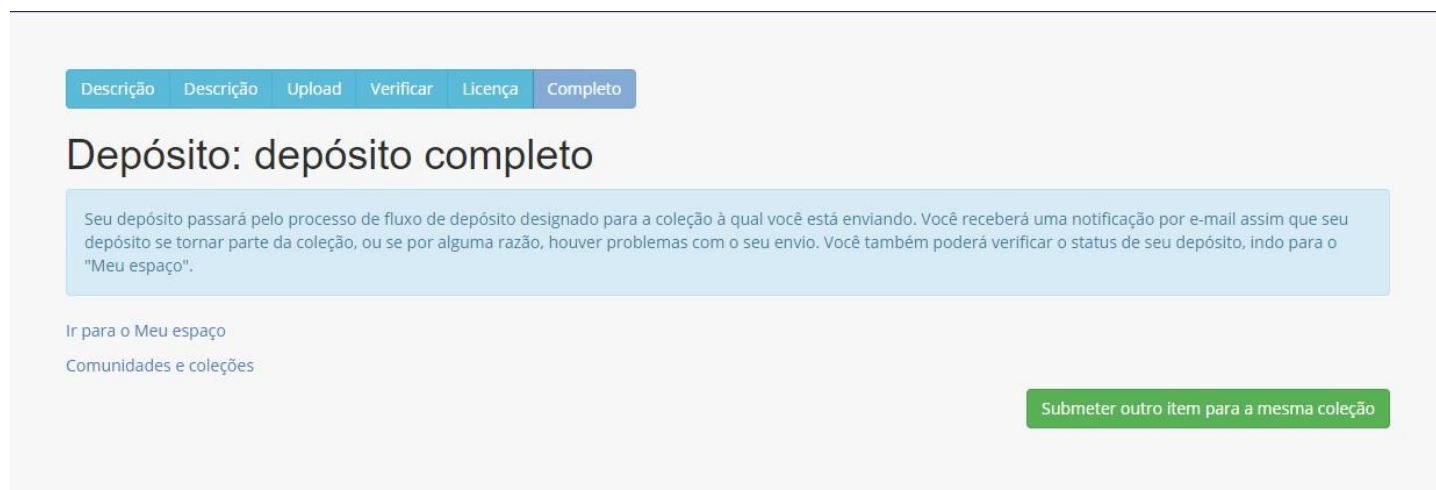 Descrição Descrição Upload Verificar Licença Completo
Depósito: depósito completo
Seu depósito passará pelo processo de fluxo de depósito designado para a coleção à qual você está enviando. Você receberá uma notificação por e-mail assim que seu
depósito se tornar parte da coleção, ou se por alguma razão, houver problemas com o seu envio. Você também poderá verificar o status de seu depósito, indo para o
"Meu espaço".
Ir para o Meu espaço
Comunidades e coleções
Submeter outro item para a mesma coleção